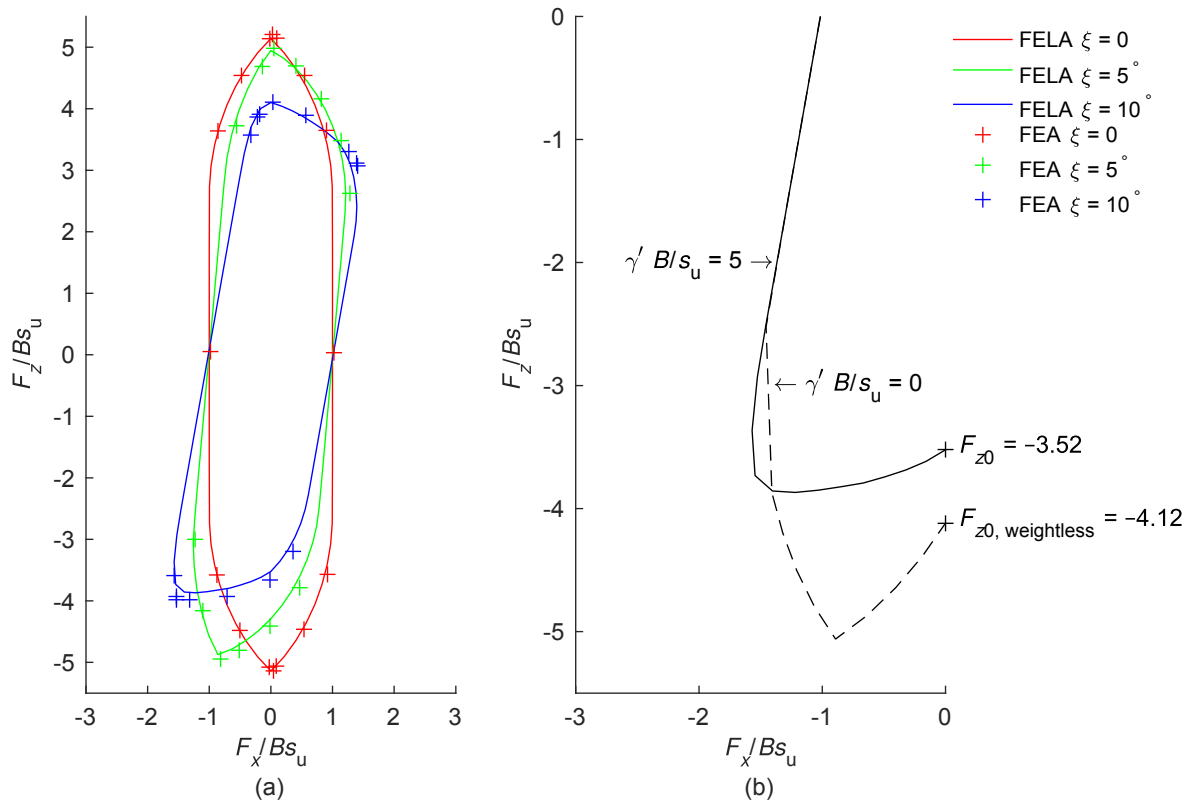 5
4
3
2
1
0
-1
-2
-3
-4
-5
F_z/Bs_u
-3 -2 -1 0 1 2 3
F_x/Bs_u
(a)
0
-1
-2
-3
-4
-5
F_z/Bs_u
γ′ B/s_u = 5 →
← γ′ B/s_u = 0
F_z0 = −3.52
F_z0, weightless = −4.12
-3 -2 -1 0
F_x/Bs_u
(b)
FELA ξ = 0
FELA ξ = 5°
FELA ξ = 10°
FEA ξ = 0
FEA ξ = 5°
FEA ξ = 10°